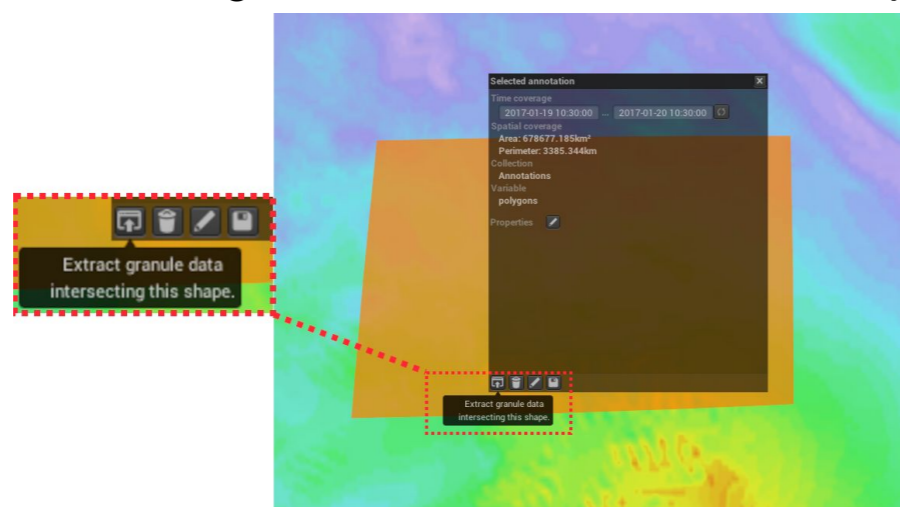 Selected annotation
Time coverage
2017-01-19 10:30:00 — 2017-01-20 10:30:00
Spatial coverage
Area: 678677.185km²
Perimeter: 3385.344km
Collection
Annotations
Variable
polygons
Properties
Extract granule data
intersecting this shape.
Extract granule data
intersecting this shape.